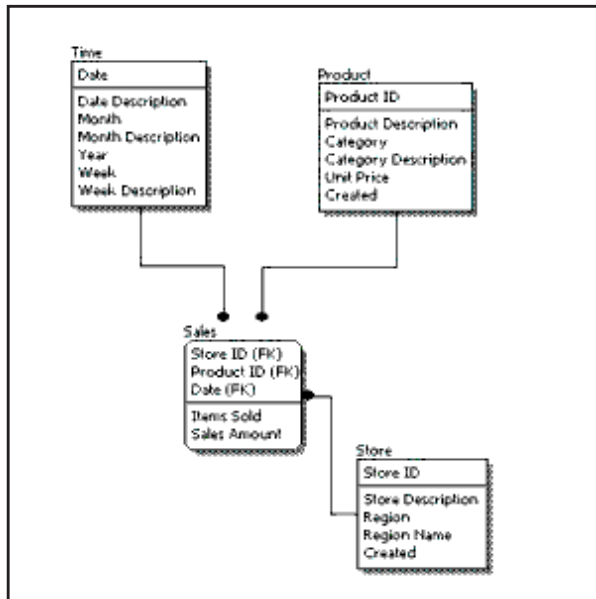 Time
Date
Date Description
Month
Month Description
Year
Week
Week Description
Product
Product ID
Product Description
Category
Category Description
Unit Price
Created
Sales
Store ID (FK)
Product ID (FK)
Date (FK)
Items Sold
Sales Amount
Store
Store ID
Store Description
Region
Region Name
Created